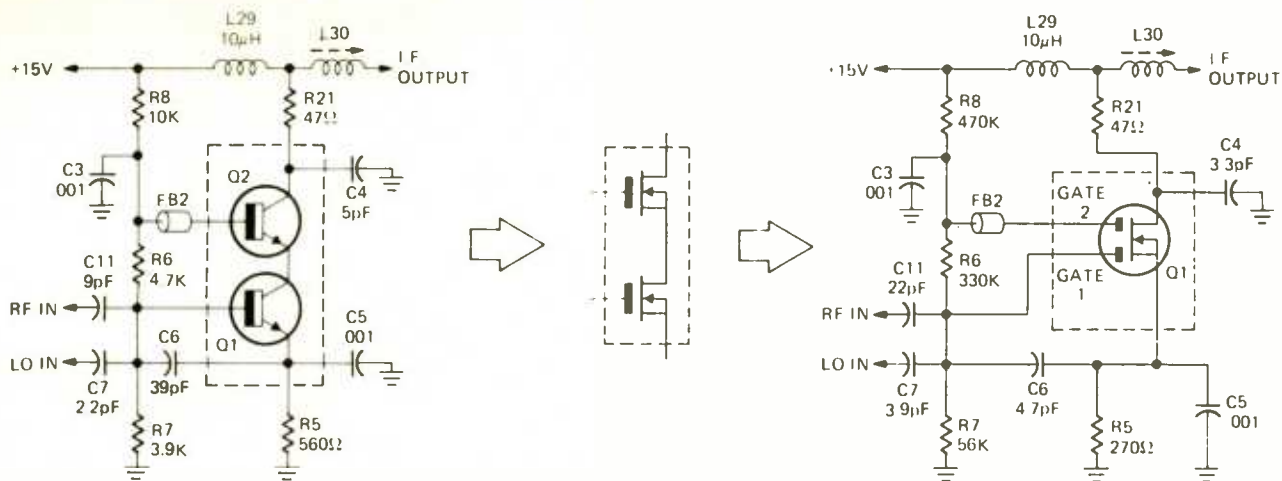 L29
10μH
L30
+15V
IF
OUTPUT
R8
10K
R21
47Ω
C3
001
Q2
C4
5pF
FB2
C11
9pF
R6
4.7K
RF IN
Q1
C5
001
LO IN
C6
39pF
C7
2 2pF
R7
3.9K
R5
560Ω
L29
10μH
L30
+15V
IF
OUTPUT
R8
470K
R21
47Ω
C4
3 3pF
C3
001
GATE
2
FB2
C11
22pF
R6
330K
GATE
1
Q1
RF IN
LO IN
C7
3 9pF
C6
4 7pF
C5
001
R7
56K
R5
270Ω